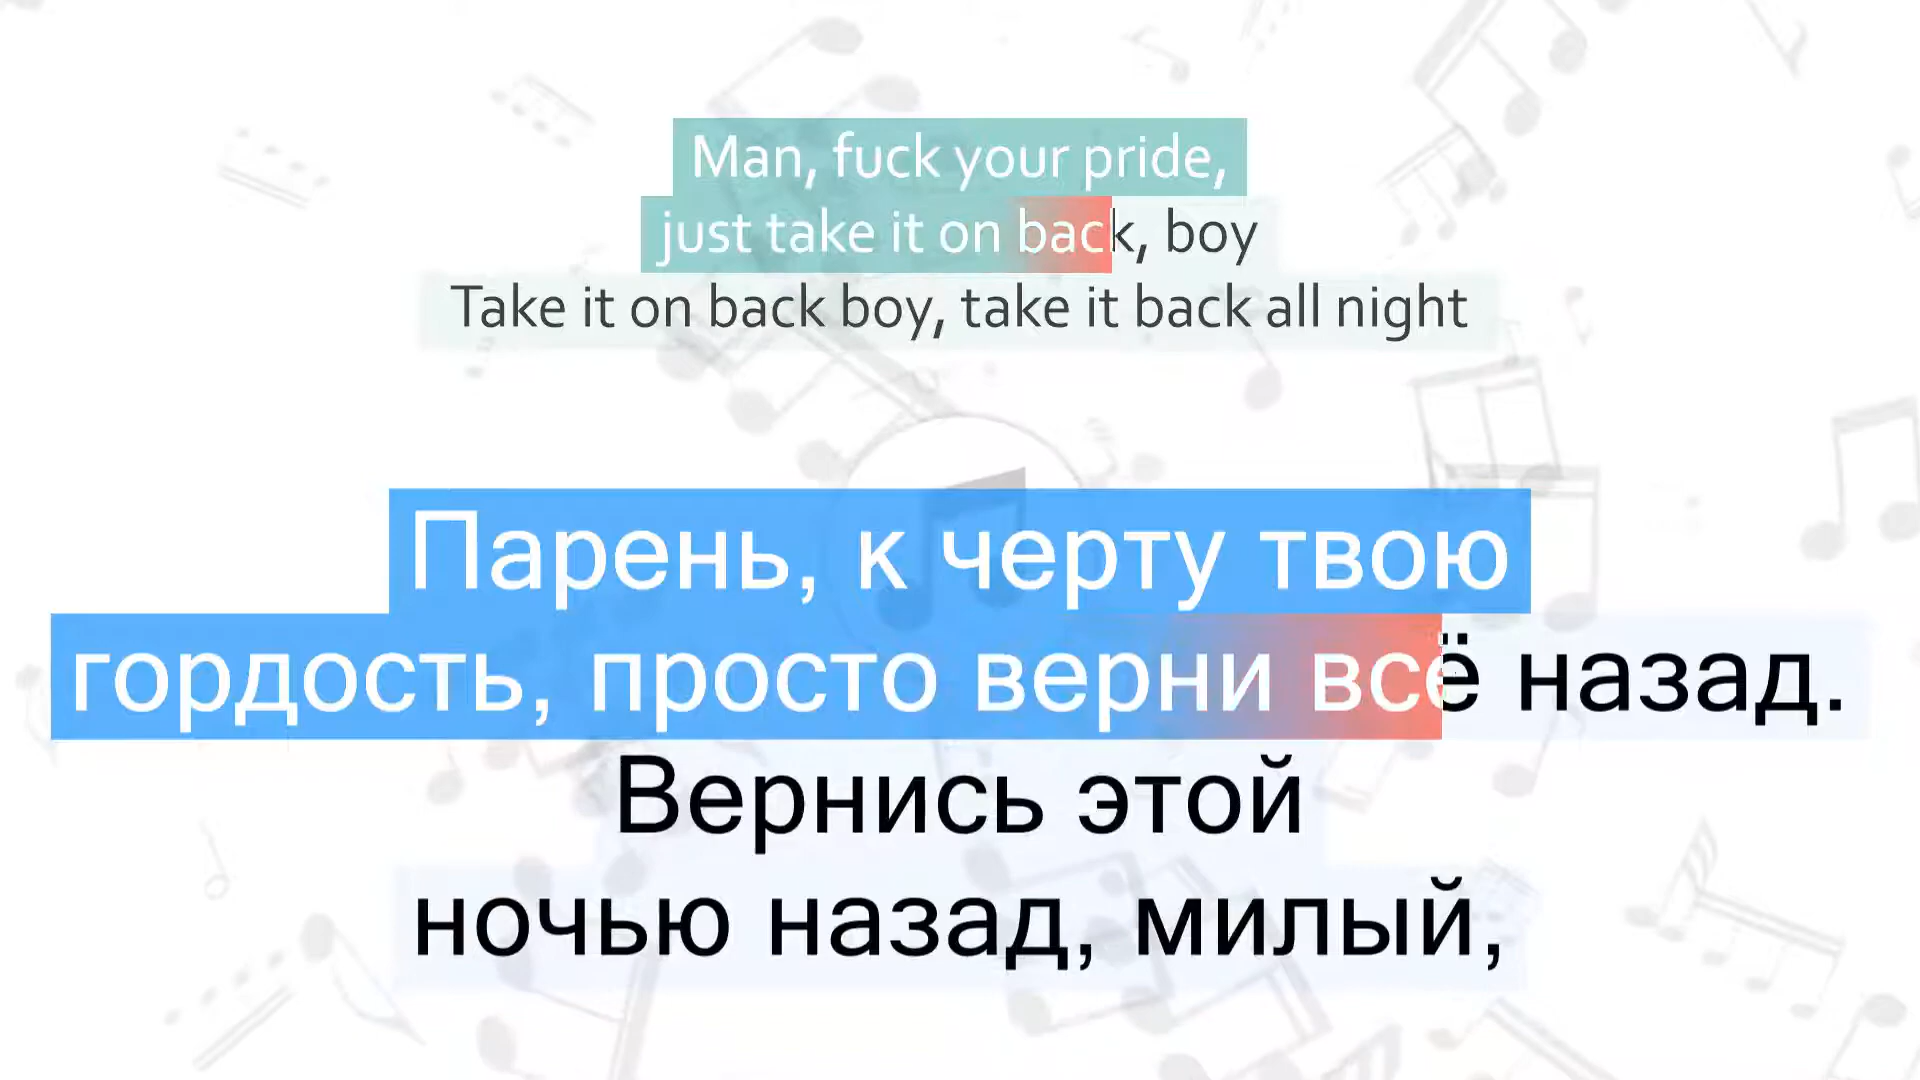 Man, fuck your pride,
just take it on back, boy
Take it on back boy, take it back all night
Парень, к черту твою
гордость, просто верни всё назад.
Вернись этой
ночью назад, милый,